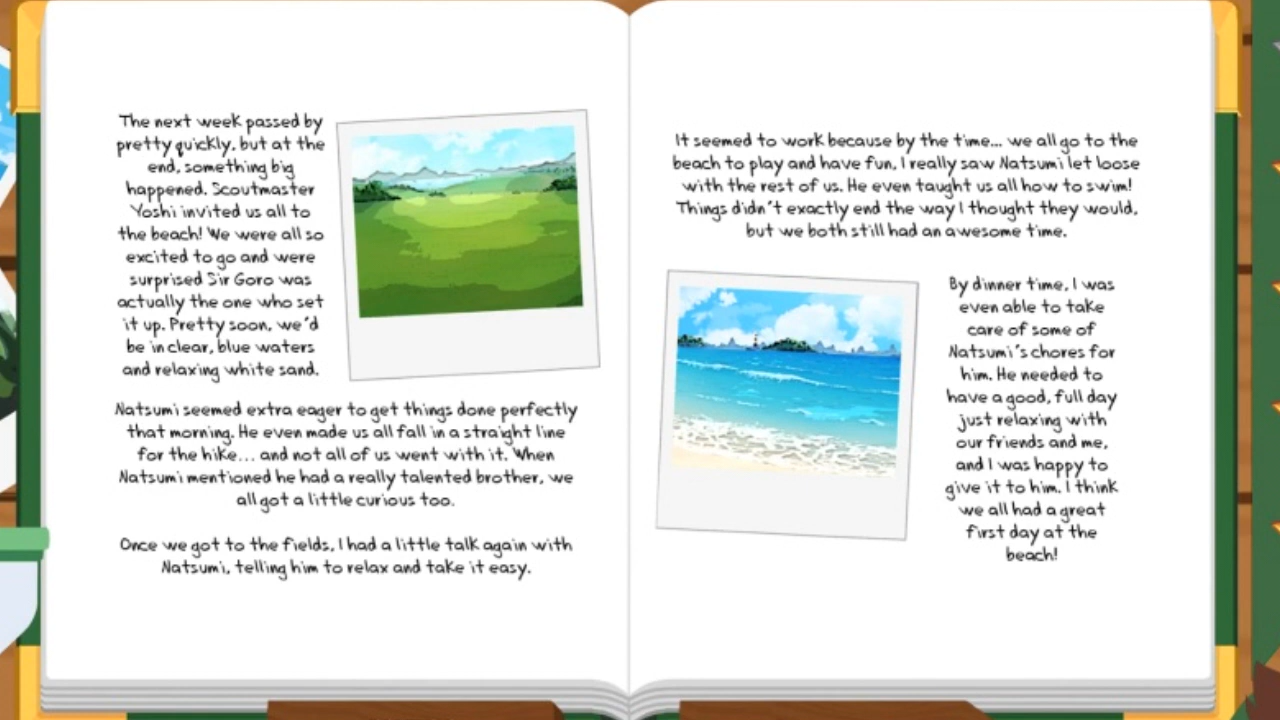 The next week passed by
pretty quickly, but at the
end, something big
happened. Scoutmaster
Yoshi invited us all to
the beach! We were all so
excited to go and were
surprised Sir Goro was
actually the one who set
it up. Pretty soon, we'd
be in clear, blue waters
and relaxing white sand.
Natsumi seemed extra eager to get things done perfectly
that morning. He even made us all fall in a straight line
for the hike... and not all of us went with it. When
Natsumi mentioned he had a really talented brother, we
all got a little curious too.
Once we got to the fields, I had a little talk again with
Natsumi, telling him to relax and take it easy.
It seemed to work because by the time... we all go to the
beach to play and have fun, I really saw Natsumi let loose
with the rest of us. He even taught us all how to swim!
Things didn't exactly end the way I thought they would,
but we both still had an awesome time.
By dinner time, I was
even able to take
care of some of
Natsumi's chores for
him. He needed to
have a good, full day
just relaxing with
our friends and me,
and I was happy to
give it to him. I think
we all had a great
first day at the
beach!